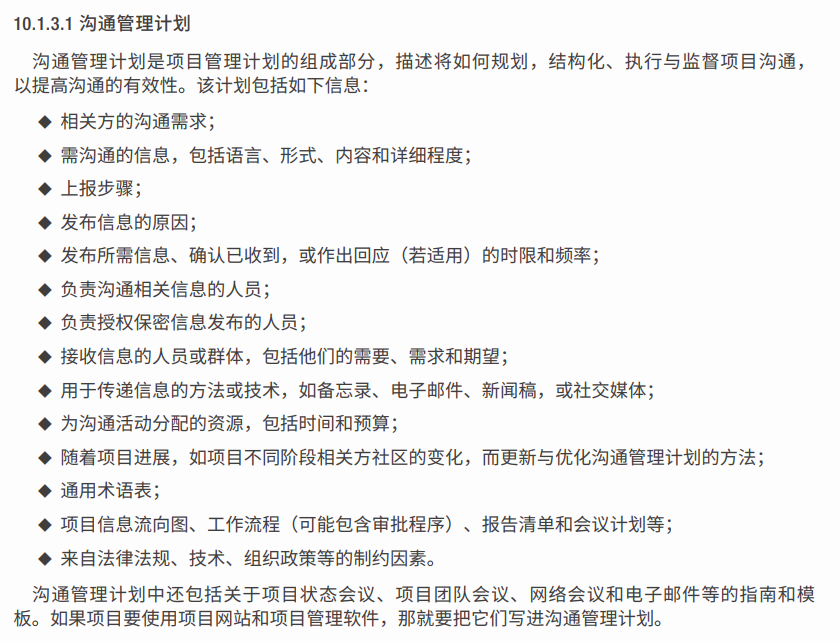 10.1.3.1 沟通管理计划
沟通管理计划是项目管理计划的组成部分，描述将如何规划，结构化、执行与监督项目沟通，
以提高沟通的有效性。该计划包括如下信息：
◆ 相关方的沟通需求；
◆ 需沟通的信息，包括语言、形式、内容和详细程度；
◆ 上报步骤；
◆ 发布信息的原因；
◆ 发布所需信息、确认已收到，或作出回应（若适用）的时限和频率；
◆ 负责沟通相关信息的人员；
◆ 负责授权保密信息发布的人员；
◆ 接收信息的人员或群体，包括他们的需要、需求和期望；
◆ 用于传递信息的方法或技术，如备忘录、电子邮件、新闻稿，或社交媒体；
◆ 为沟通活动分配的资源，包括时间和预算；
◆ 随着项目进展，如项目不同阶段相关方社区的变化，而更新与优化沟通管理计划的方法；
◆ 通用术语表；
◆ 项目信息流向图、工作流程（可能包含审批程序）、报告清单和会议计划等；
◆ 来自法律法规、技术、组织政策等的制约因素。
沟通管理计划中还包括关于项目状态会议、项目团队会议、网络会议和电子邮件等的指南和模
板。如果项目要使用项目网站和项目管理软件，那就要把它们写进沟通管理计划。